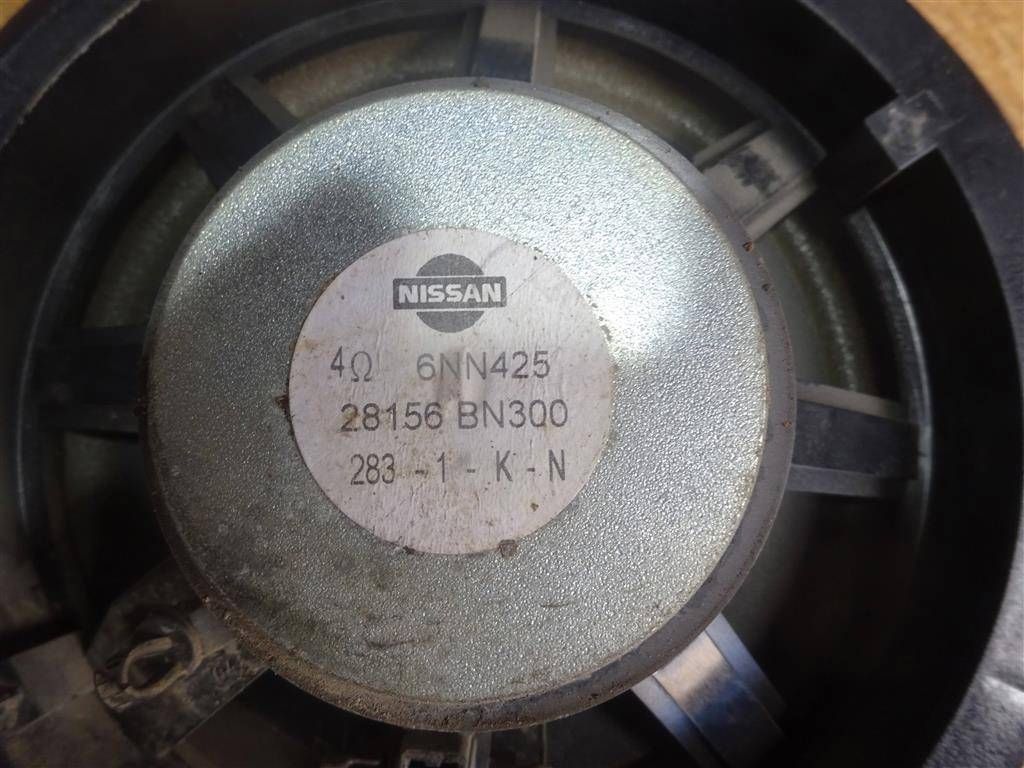 NISSAN
4Ω 6NN425
28156 BN300
283 - 1 - K - N